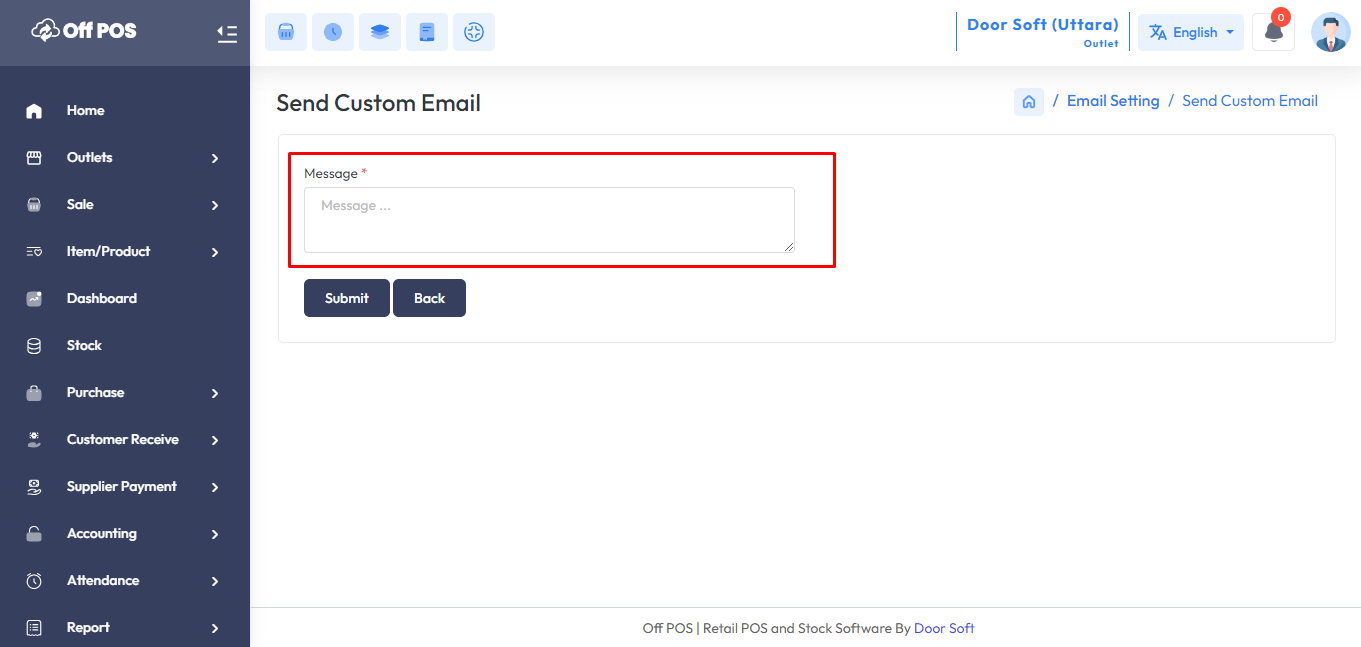 Off POS
Door Soft (Uttara)
Outlet
English
0
Home
Outlets
Sale
Item/Product
Dashboard
Stock
Purchase
Customer Receive
Supplier Payment
Accounting
Attendance
Report
Send Custom Email
/ Email Setting / Send Custom Email
Message *
Message ...
Submit
Back
Off POS | Retail POS and Stock Software By Door Soft